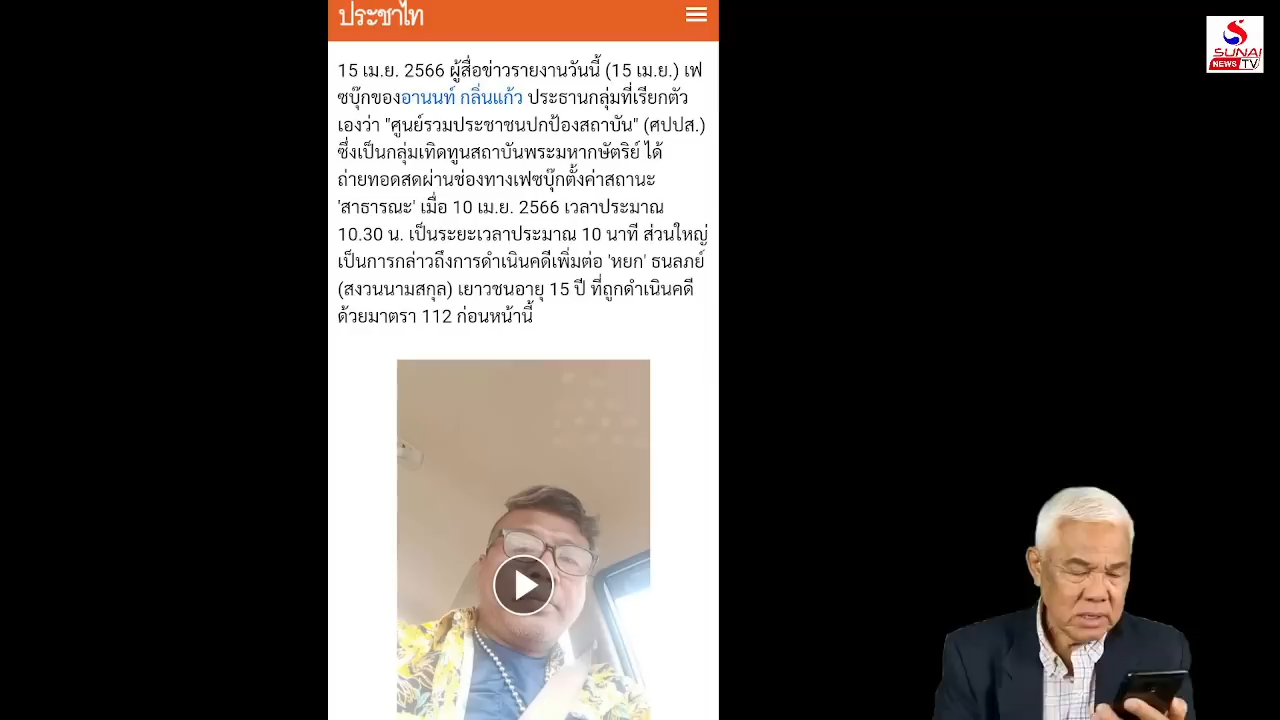 ประชาไท
SUNAI
NEWS TV
15 เม.ย. 2566 ผู้สื่อข่าวรายงานวันนี้ (15 เม.ย.) เฟ
ซบุ๊กของอานนท์ กลิ่นแก้ว ประธานกลุ่มที่เรียกตัว
เองว่า "ศูนย์รวมประชาชนปกป้องสถาบัน" (ศปปส.)
ซึ่งเป็นกลุ่มเทิดทูนสถาบันพระมหากษัตริย์ ได้
ถ่ายทอดสดผ่านช่องทางเฟซบุ๊กตั้งค่าสถานะ
'สาธารณะ' เมื่อ 10 เม.ย. 2566 เวลาประมาณ
10.30 น. เป็นระยะเวลาประมาณ 10 นาที ส่วนใหญ่
เป็นการกล่าวถึงการดำเนินคดีเพิ่มต่อ 'หยก' ธนลภย์
(สงวนนามสกุล) เยาวชนอายุ 15 ปี ที่ถูกดำเนินคดี
ด้วยมาตรา 112 ก่อนหน้านี้